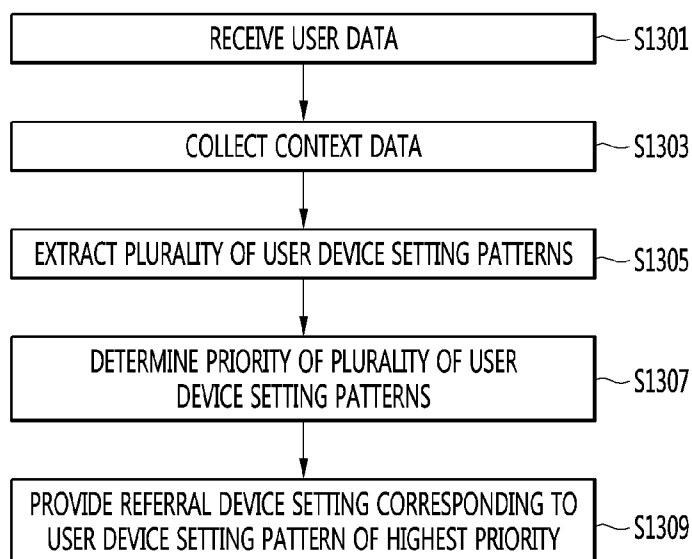 RECEIVE USER DATA
S1301
COLLECT CONTEXT DATA
S1303
EXTRACT PLURALITY OF USER DEVICE SETTING PATTERNS
S1305
DETERMINE PRIORITY OF PLURALITY OF USER
DEVICE SETTING PATTERNS
S1307
PROVIDE REFERRAL DEVICE SETTING CORRESPONDING TO
USER DEVICE SETTING PATTERN OF HIGHEST PRIORITY
S1309